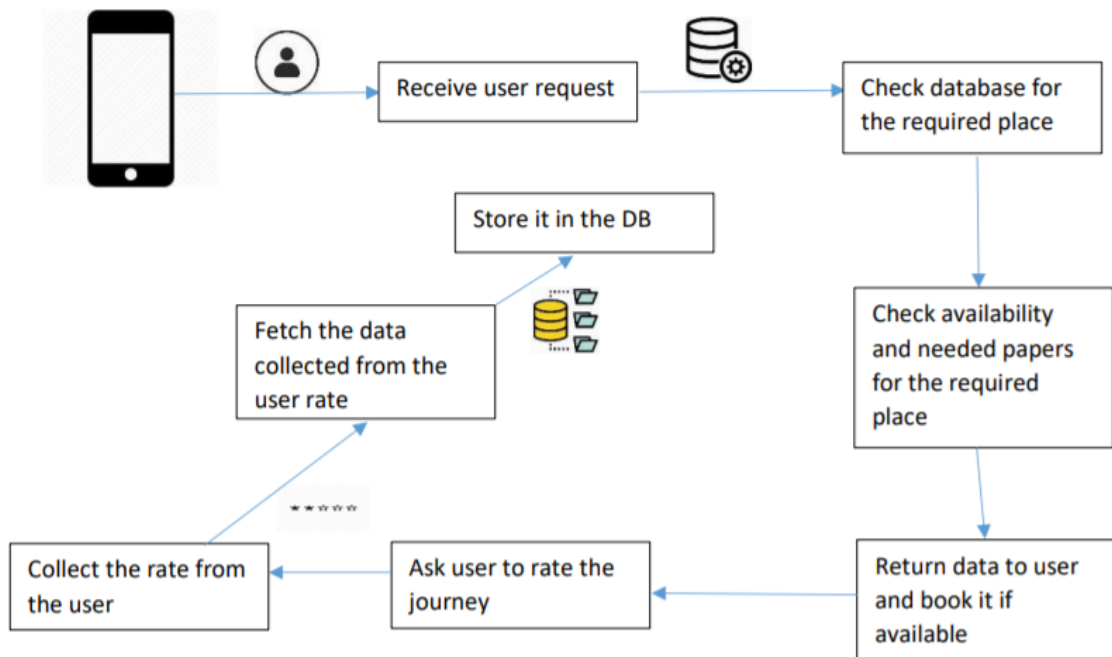 Receive user request
Check database for
the required place
Check availability
and needed papers
for the required
place
Return data to user
and book it if
available
Ask user to rate the
journey
Collect the rate from
the user
Fetch the data
collected from the
user rate
Store it in the DB